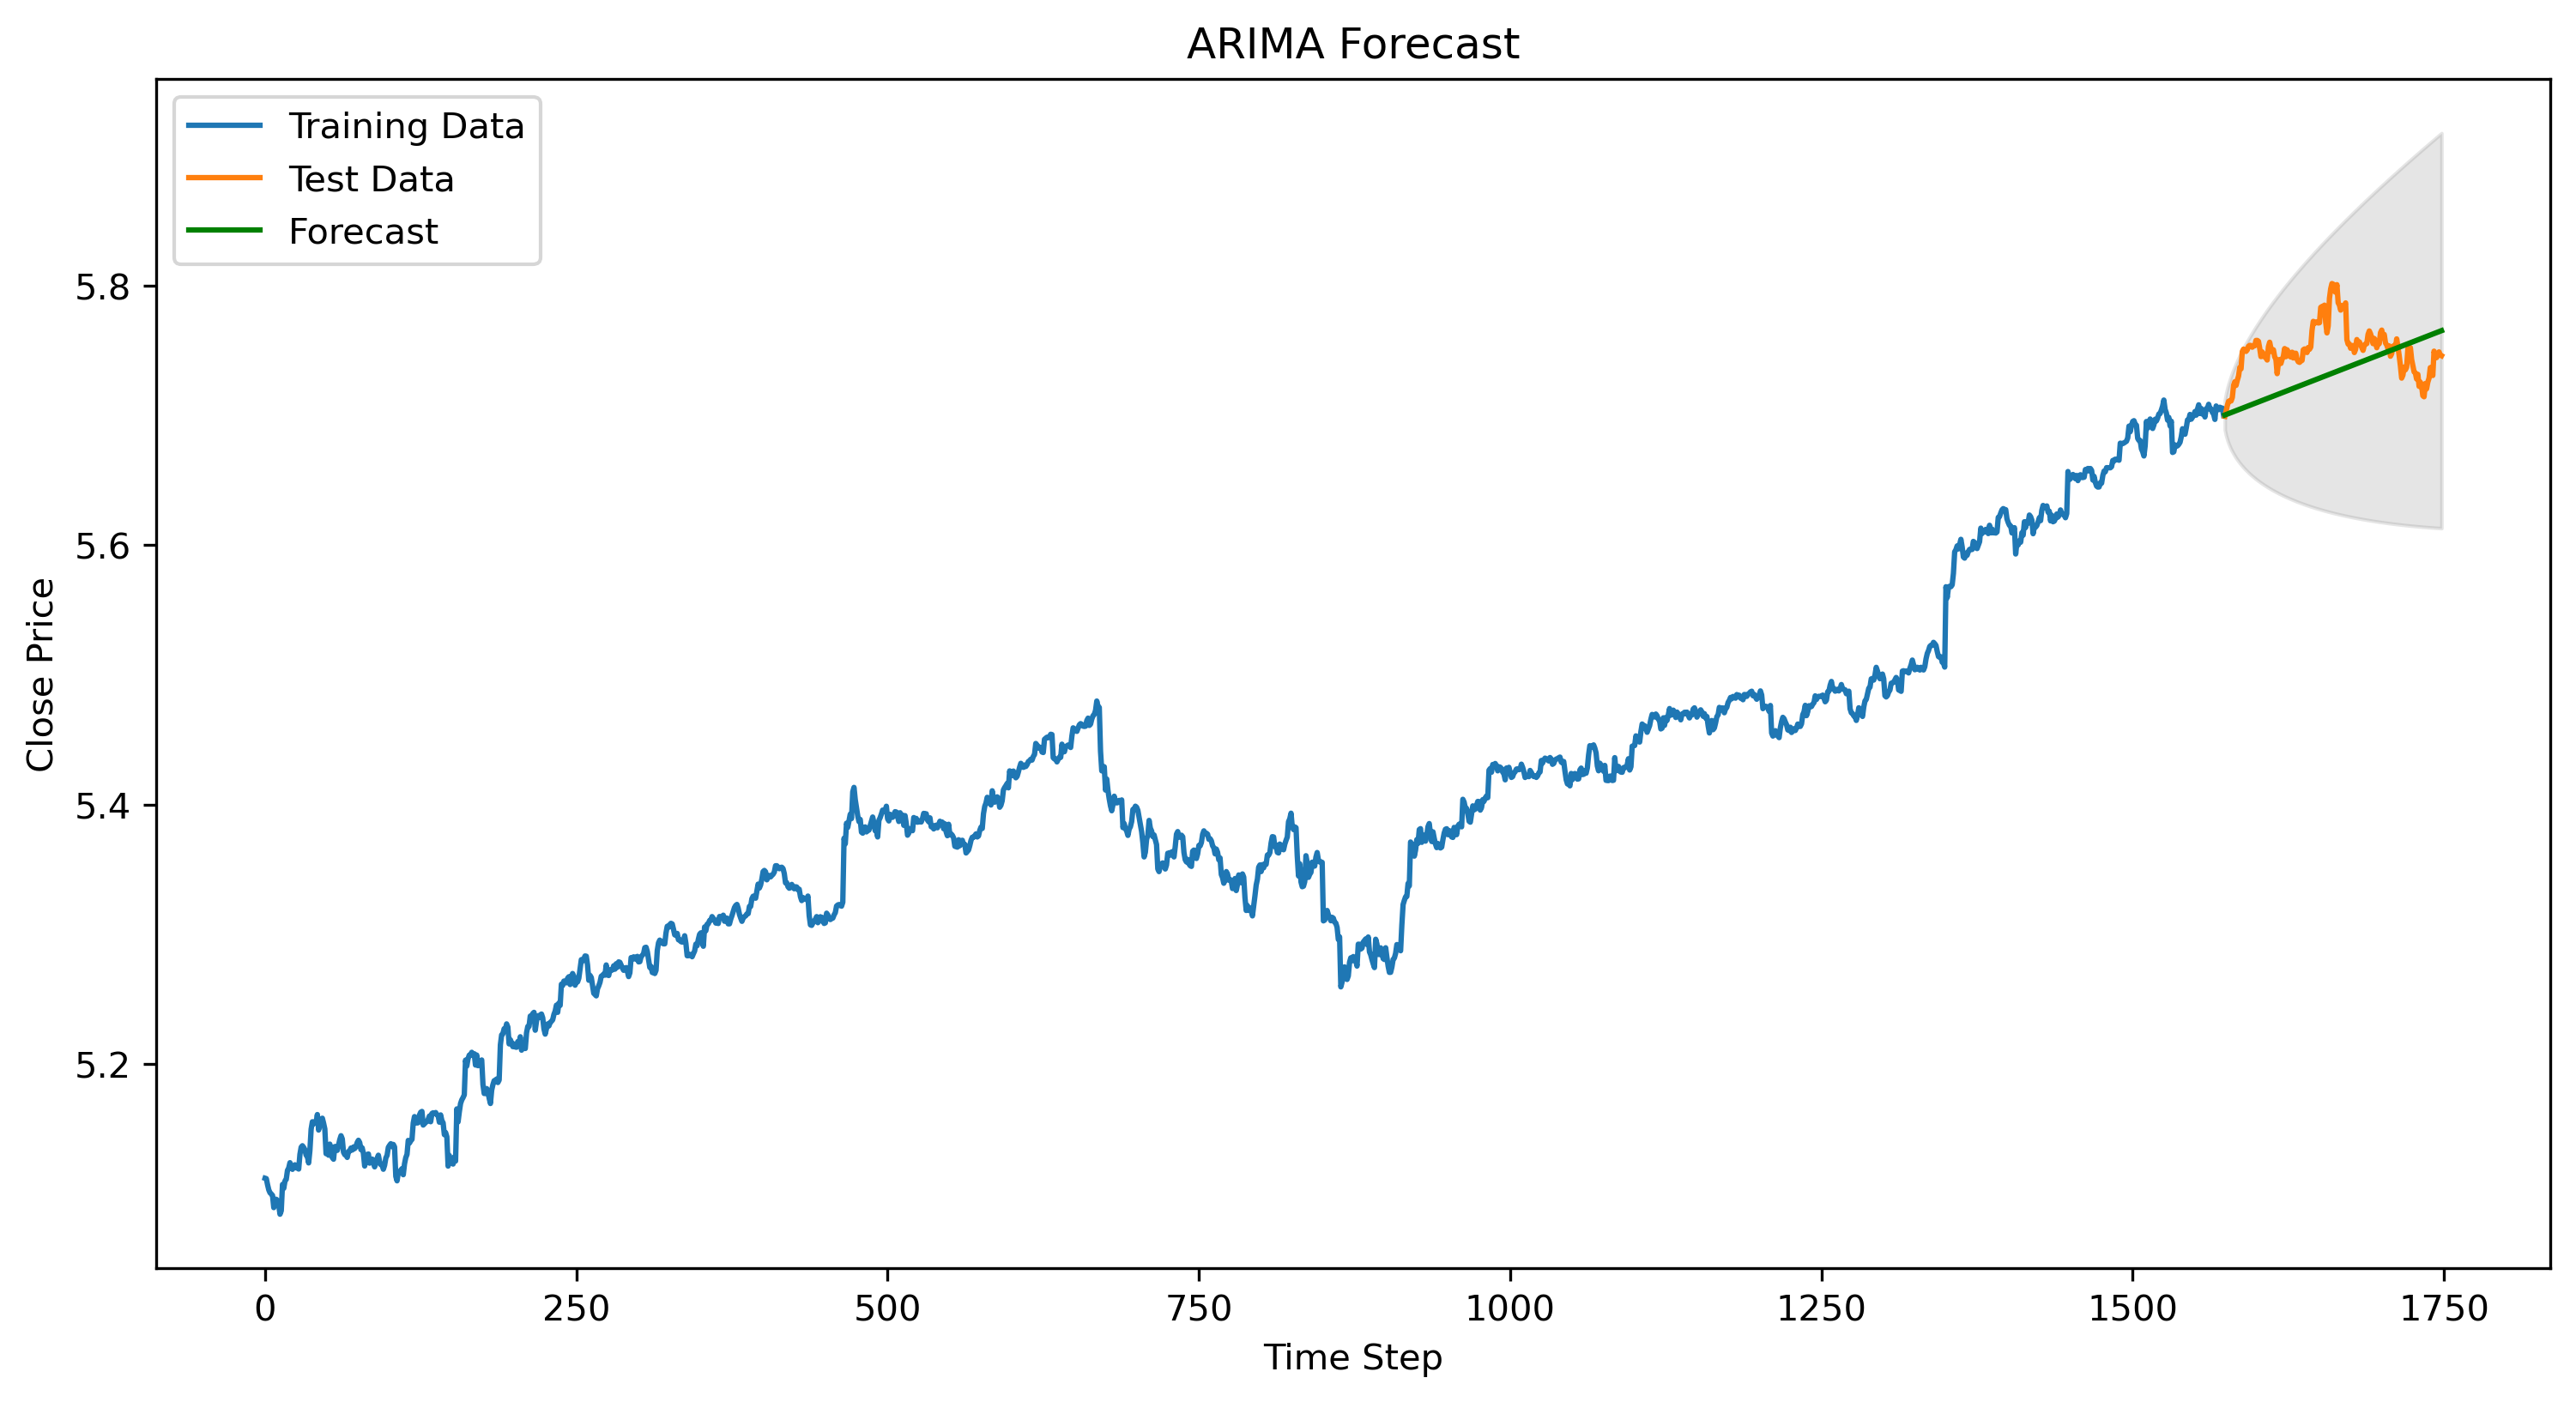 ARIMA Forecast
Training Data
Test Data
Forecast
Close Price
5.8
5.6
5.4
5.2
0 250 500 750 1000 1250 1500 1750
Time Step